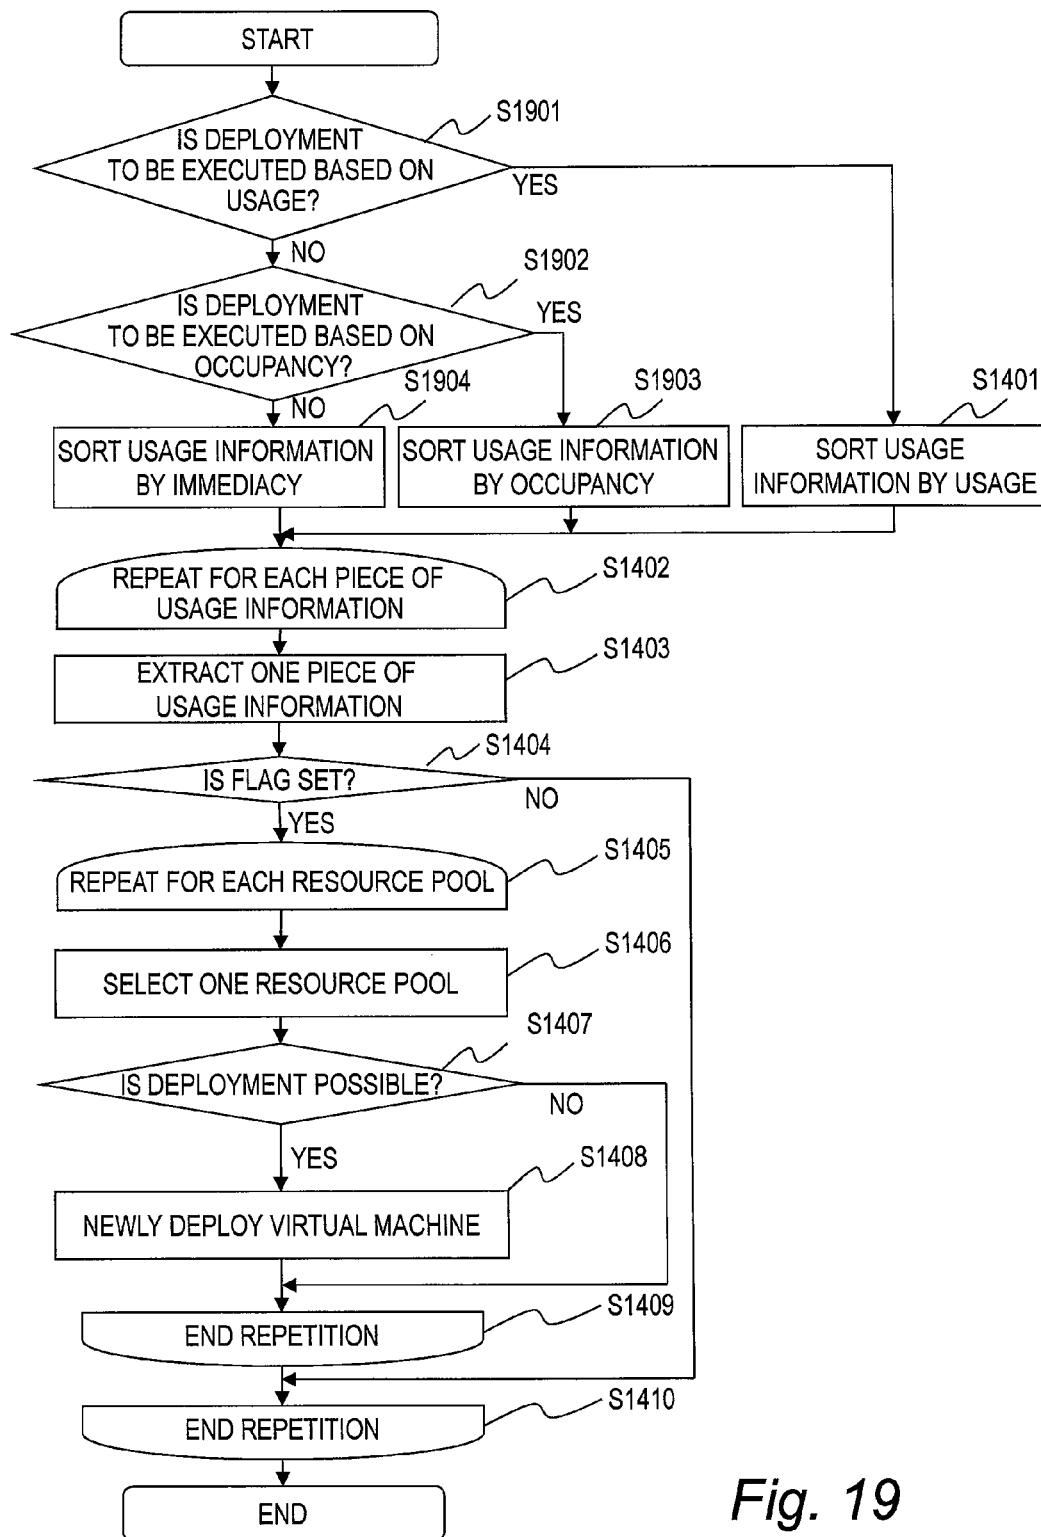 START
S1901
IS DEPLOYMENT
TO BE EXECUTED BASED ON
USAGE?
YES
NO
S1902
IS DEPLOYMENT
TO BE EXECUTED BASED ON
OCCUPANCY?
YES
NO
S1904
S1903
S1401
SORT USAGE INFORMATION
BY IMMEDIACY
SORT USAGE INFORMATION
BY OCCUPANCY
SORT USAGE
INFORMATION BY USAGE
S1402
REPEAT FOR EACH PIECE OF
USAGE INFORMATION
S1403
EXTRACT ONE PIECE OF
USAGE INFORMATION
S1404
IS FLAG SET?
NO
YES
S1405
REPEAT FOR EACH RESOURCE POOL
S1406
SELECT ONE RESOURCE POOL
S1407
IS DEPLOYMENT POSSIBLE?
NO
YES
S1408
NEWLY DEPLOY VIRTUAL MACHINE
S1409
END REPETITION
S1410
END REPETITION
END
Fig. 19